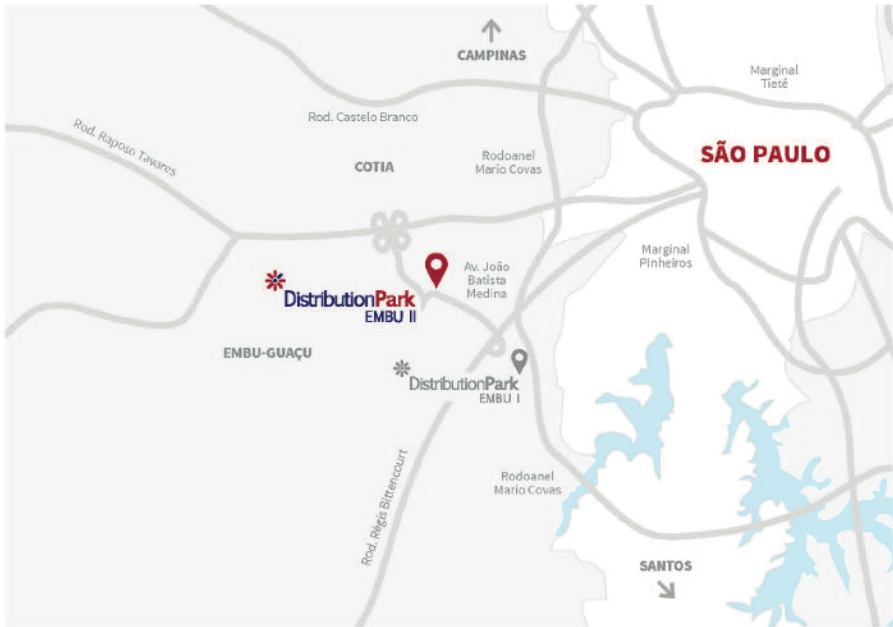 CAMPINAS
Marginal
Tietê
Rod. Castelo Branco
Rod. Raposo Tavares
SÃO PAULO
COTIA
Rodoanel
Mario Covas
Marginal
Pinheiros
Av. João
Batista
Medina
DistributionPark
EMBU II
EMBU-GUAÇU
DistributionPark
EMBU I
Rod. Régis Bittencourt
Rodoanel
Mario Covas
SANTOS